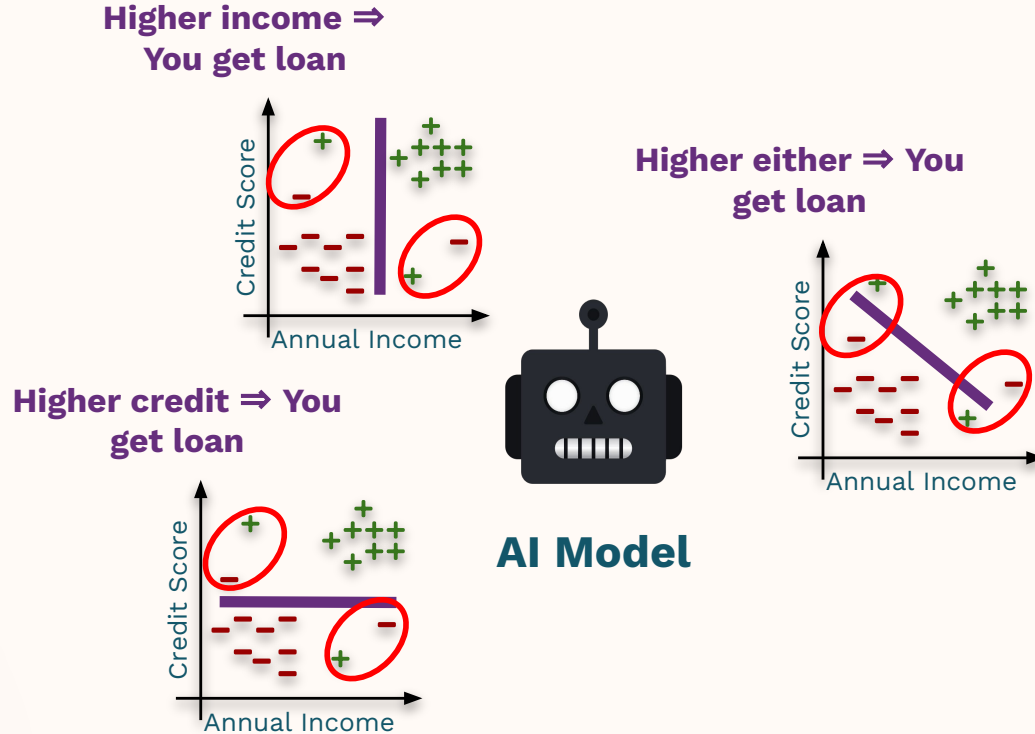 Higher income ⇒
You get loan
Credit Score
Annual Income
Higher either ⇒ You
get loan
Credit Score
Annual Income
Higher credit ⇒ You
get loan
Credit Score
Annual Income
AI Model